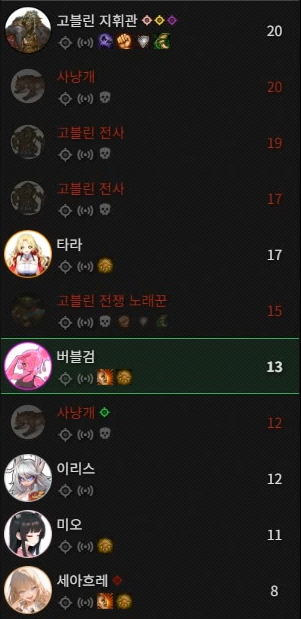 고블린 지휘관 20
사냥개 20
고블린 전사 19
고블린 전사 17
타라 17
고블린 전쟁 노래꾼 15
버블검 13
사냥개 12
이리스 12
미오 11
세아흐레 8